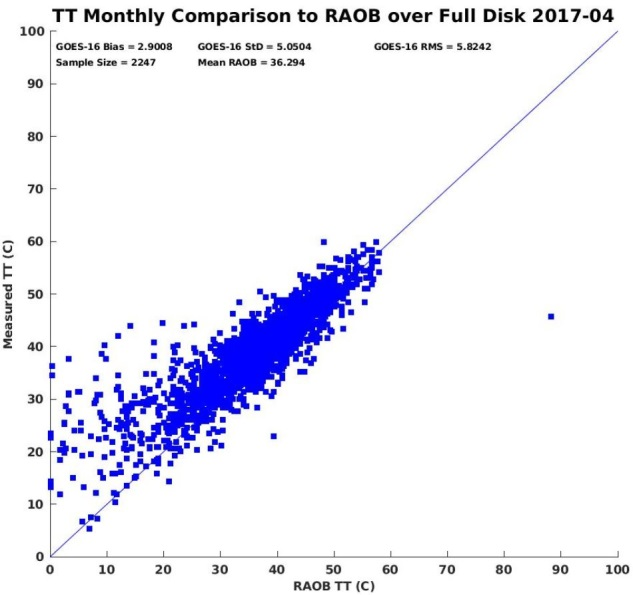 TT Monthly Comparison to RAOB over Full Disk 2017-04
GOES-16 Bias = 2.9008 GOES-16 StD = 5.0504 GOES-16 RMS = 5.8242
Sample Size = 2247 Mean RAOB = 36.294
100
90
80
70
60
50
40
30
20
10
0
Measured TT (C)
0 10 20 30 40 50 60 70 80 90 100
RAOB TT (C)